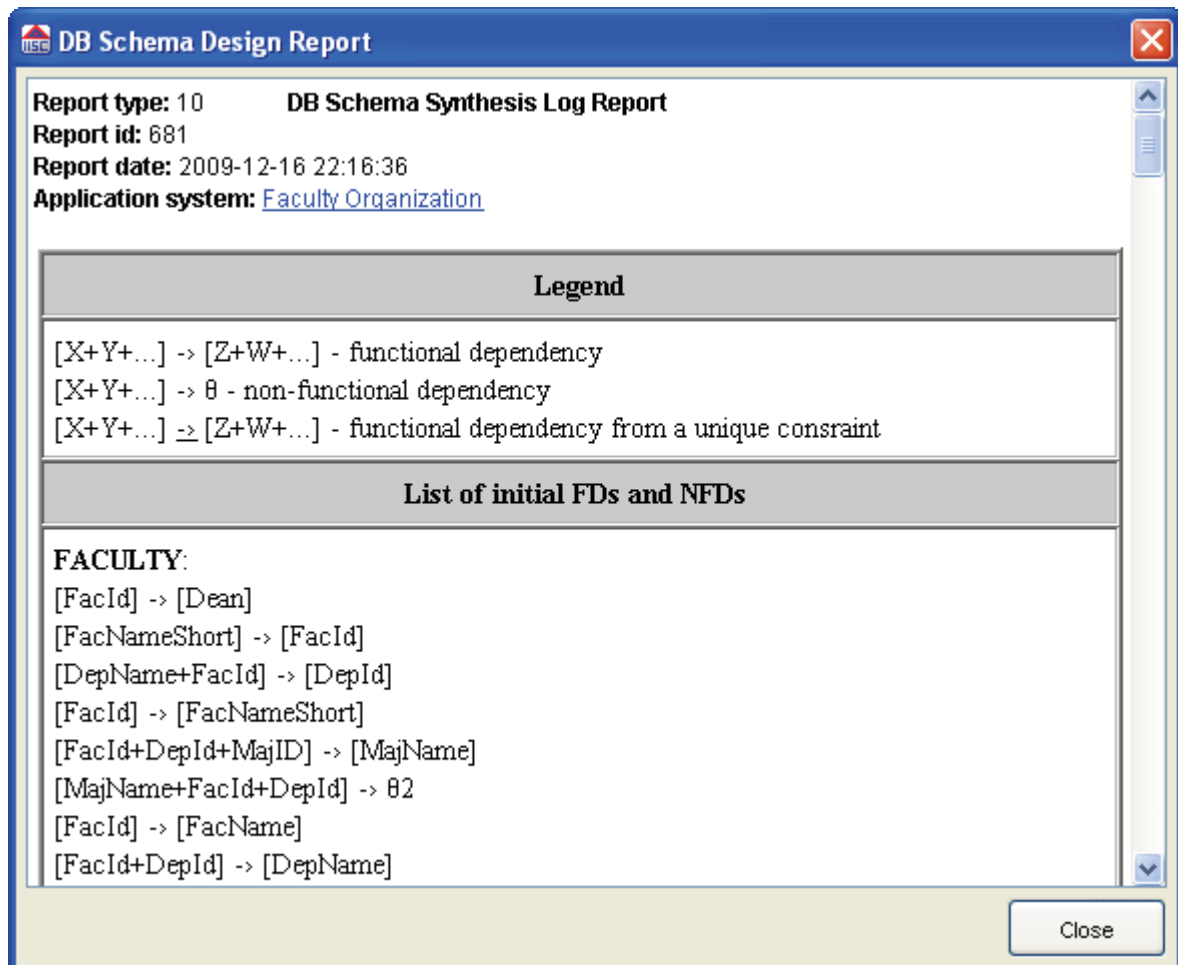 IISC DB Schema Design Report
Report type: 10 DB Schema Synthesis Log Report
Report id: 681
Report date: 2009-12-16 22:16:36
Application system: Faculty Organization
Legend
[X+Y+...] -> [Z+W+...] - functional dependency
[X+Y+...] -> θ - non-functional dependency
[X+Y+...] -> [Z+W+...] - functional dependency from a unique consraint
List of initial FDs and NFDs
FACULTY:
[FacId] -> [Dean]
[FacNameShort] -> [FacId]
[DepName+FacId] -> [DepId]
[FacId] -> [FacNameShort]
[FacId+DepId+MajID] -> [MajName]
[MajName+FacId+DepId] -> θ2
[FacId] -> [FacName]
[FacId+DepId] -> [DepName]
Close